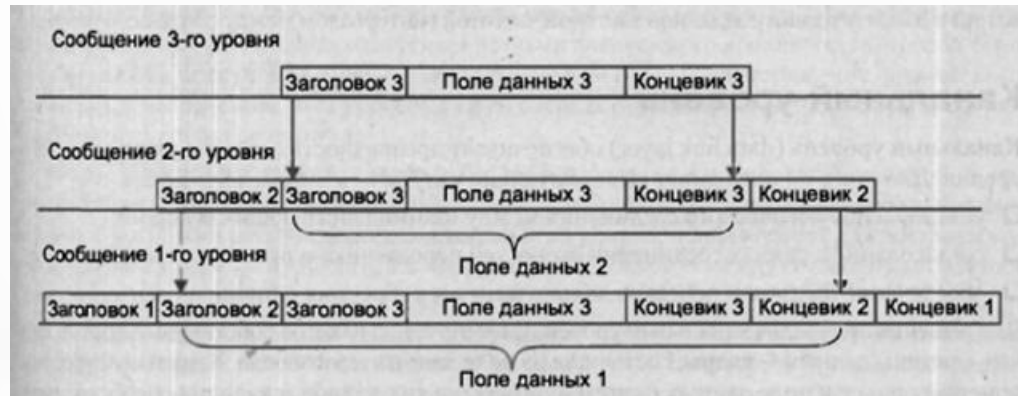 Сообщение 3-го уровня
Заголовок 3 Поле данных 3 Концевик 3
Сообщение 2-го уровня
Заголовок 2 Заголовок 3 Поле данных 3 Концевик 3 Концевик 2
Поле данных 2
Сообщение 1-го уровня
Заголовок 1 Заголовок 2 Заголовок 3 Поле данных 3 Концевик 3 Концевик 2 Концевик 1
Поле данных 1